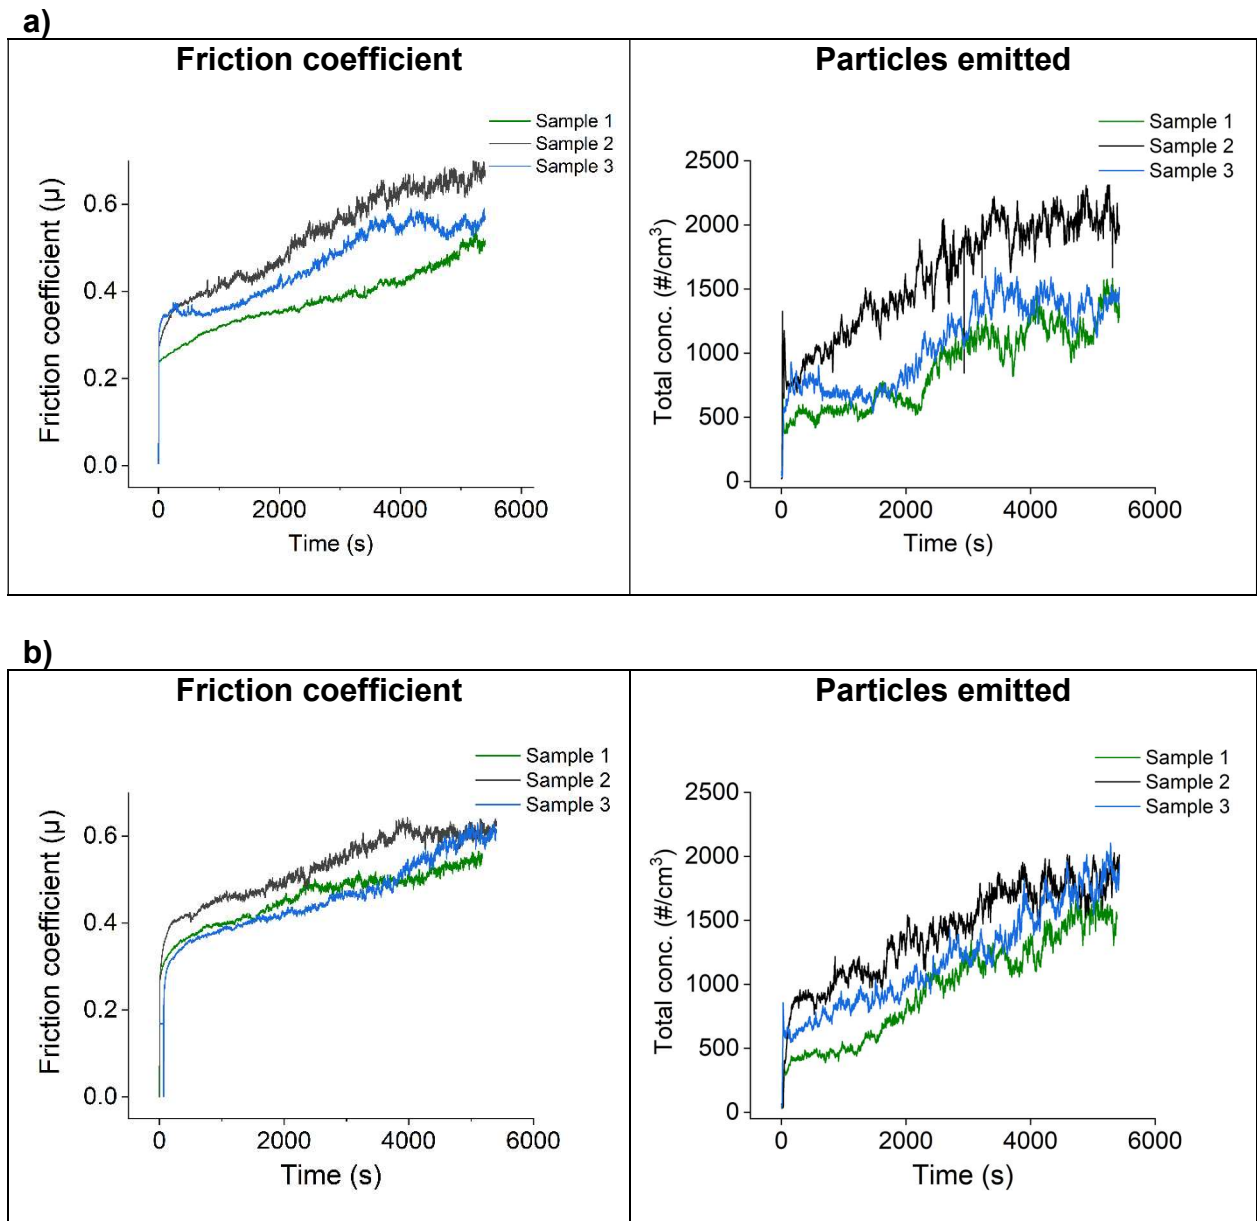 a)
Friction coefficient
Particles emitted
Sample 1
Sample 2
Sample 3
Friction coefficient (µ)
0.6
0.4
0.2
0.0
0 2000 4000 6000
Time (s)
Sample 1
Sample 2
Sample 3
Total conc. (#/cm³)
2500
2000
1500
1000
500
0
0 2000 4000 6000
Time (s)
b)
Friction coefficient
Particles emitted
Sample 1
Sample 2
Sample 3
Friction coefficient (µ)
0.6
0.4
0.2
0.0
0 2000 4000 6000
Time (s)
Sample 1
Sample 2
Sample 3
Total conc. (#/cm³)
2500
2000
1500
1000
500
0
0 2000 4000 6000
Time (s)